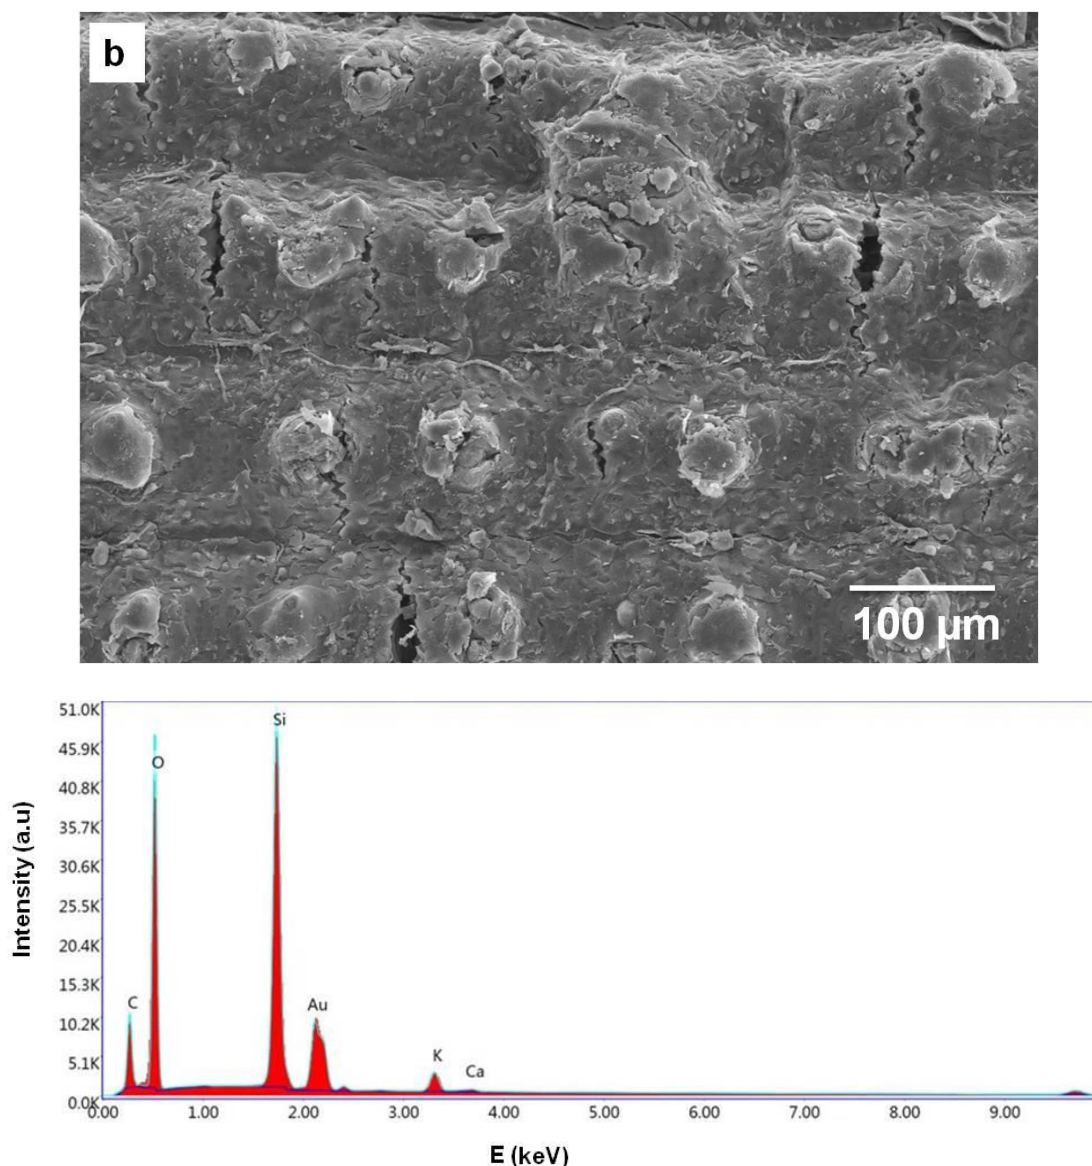 b
100 µm
51.0K
Si
45.9K
O
40.8K
Intensity (a.u)
35.7K
30.6K
25.5K
20.4K
15.3K
C
Au
10.2K
K
5.1K
Ca
0.0K
0.00 1.00 2.00 3.00 4.00 5.00 6.00 7.00 8.00 9.00
E (keV)